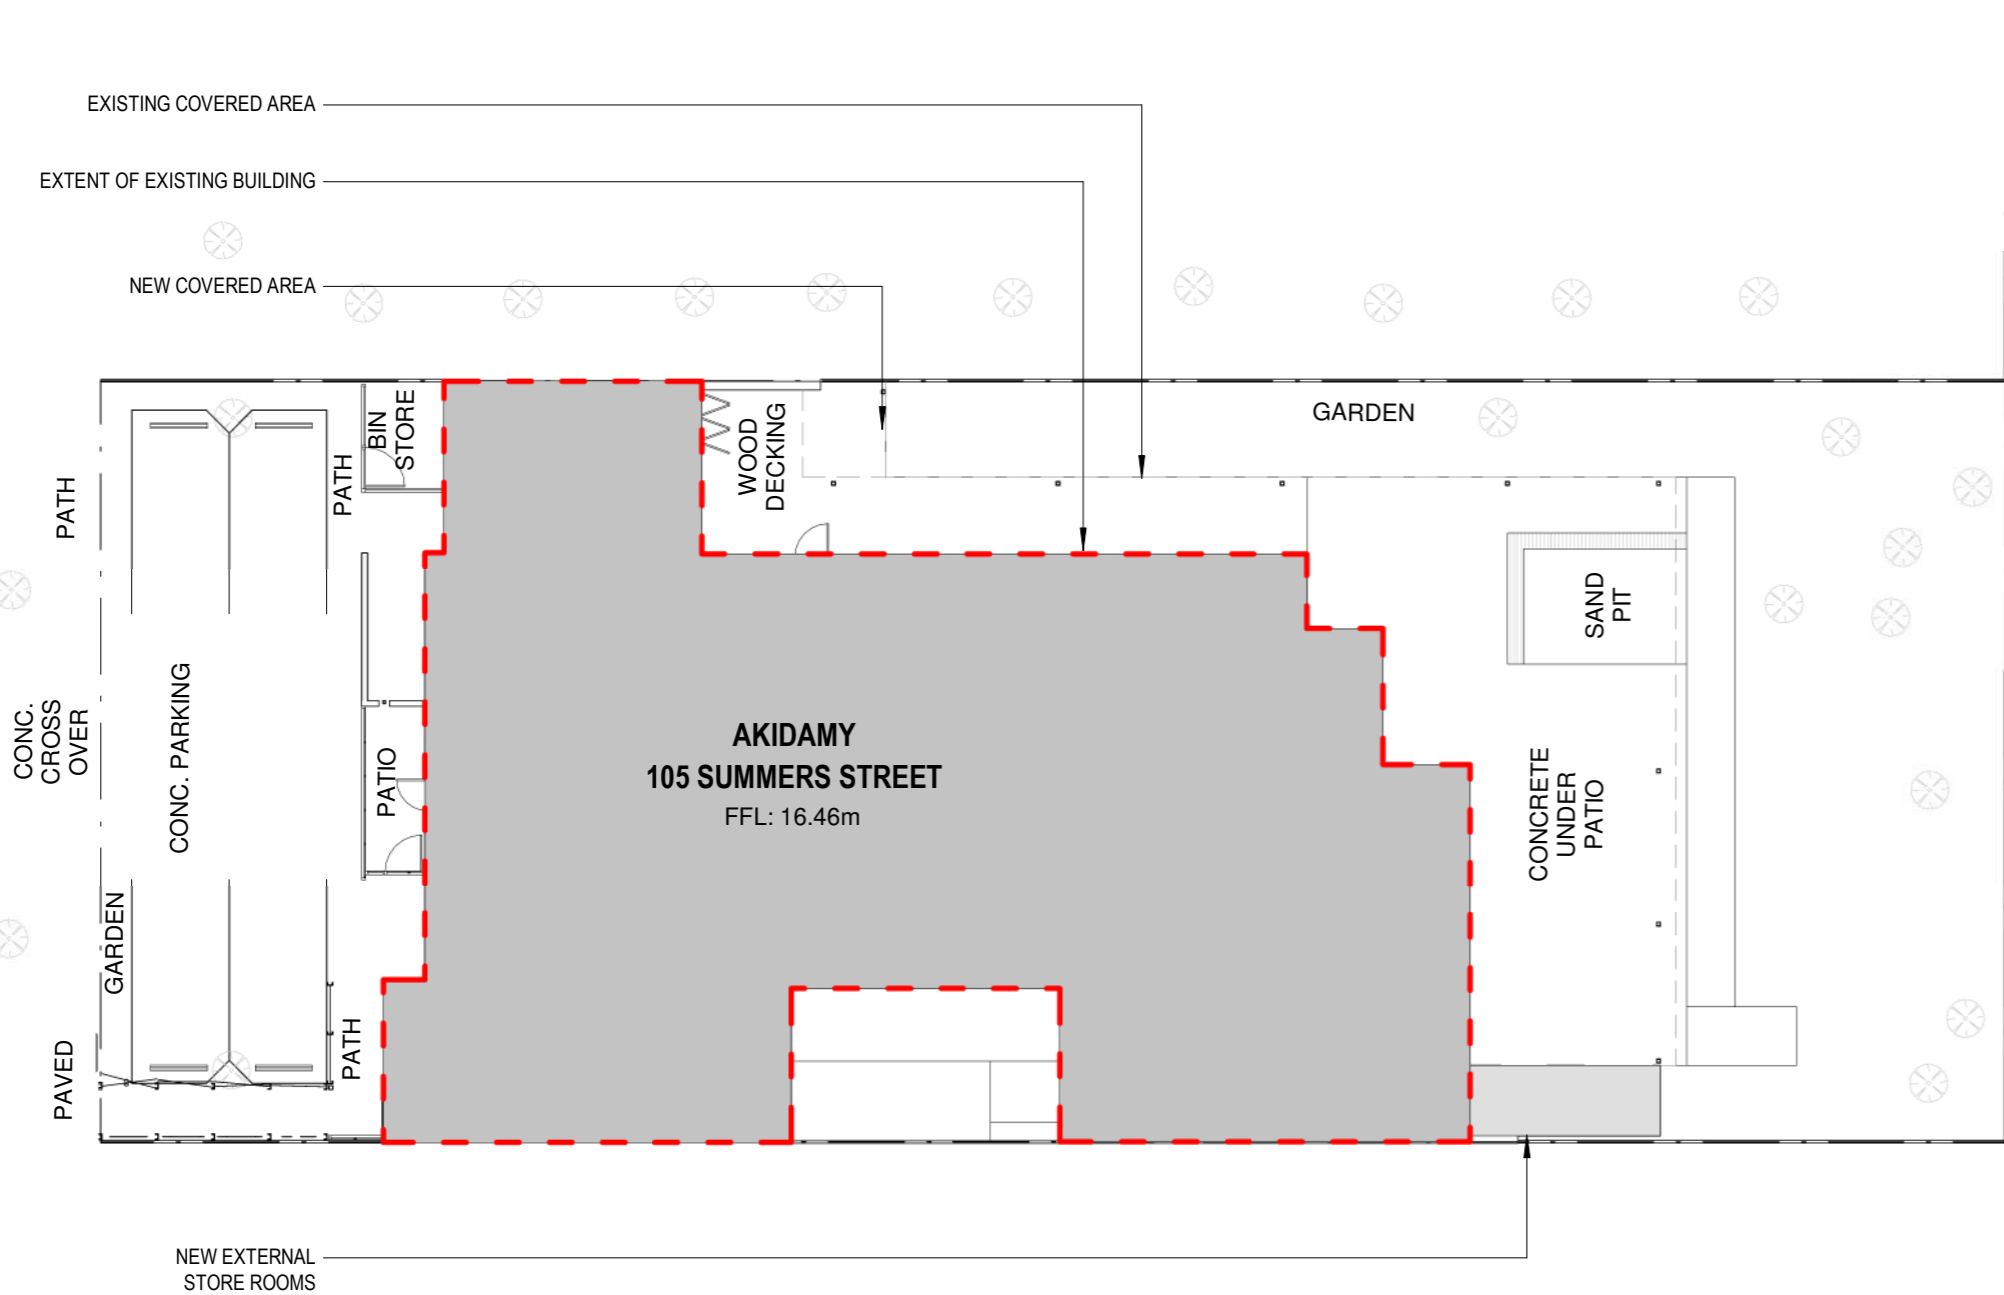 EXISTING COVERED AREA
EXTENT OF EXISTING BUILDING
NEW COVERED AREA
BIN
STORE
WOOD
DECKING
GARDEN
PATH
PATH
SAND
PIT
CONC.
CROSS
OVER
CONC. PARKING
PATIO
AKIDAMY
105 SUMMERS STREET
FFL: 16.46m
CONCRETE
UNDER
PATIO
GARDEN
PAVED
PATH
NEW EXTERNAL
STORE ROOMS